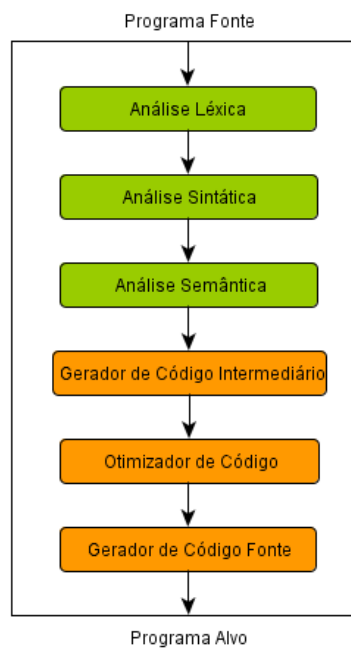 Programa Fonte
Análise Léxica
Análise Sintática
Análise Semântica
Gerador de Código Intermediário
Otimizador de Código
Gerador de Código Fonte
Programa Alvo